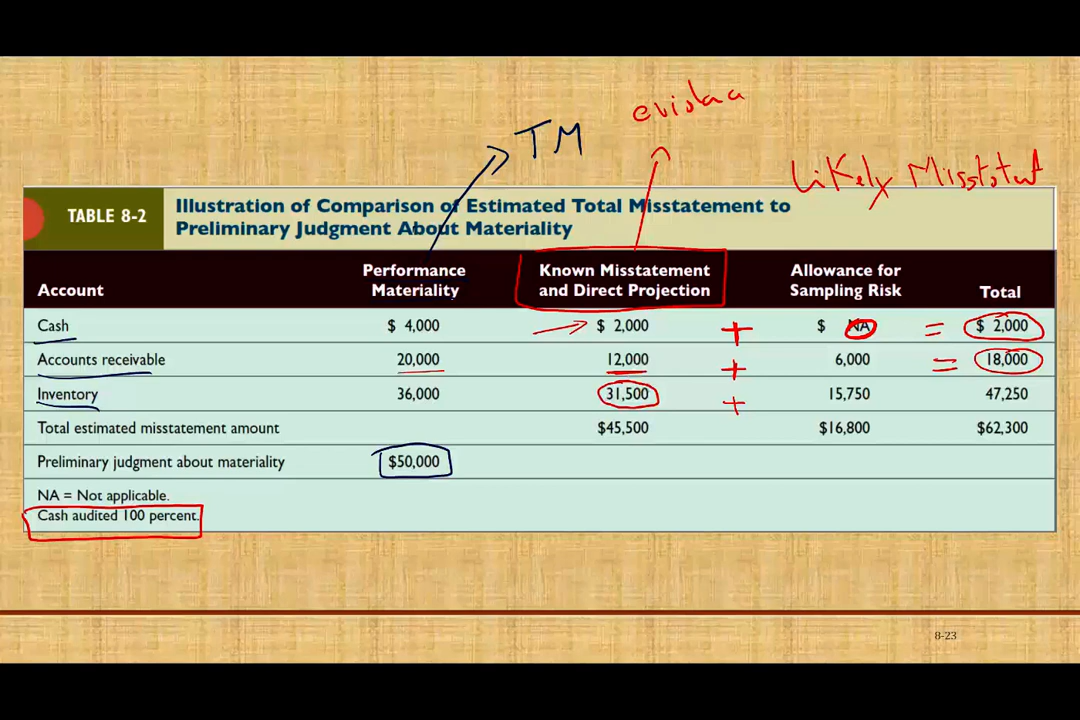 TM
Likely
TABLE 8-2
Illustration of Comparison of Estimated Total Misstatement to
Preliminary Judgment About Materiality
Account
Performance
Materiality
Known Misstatement
and Direct Projection
Allowance for
Sampling Risk
Total
Cash $ 4,000 $ 2,000 + $ NA = $ 2,000
Accounts receivable 20,000 12,000 + 6,000 = 18,000
Inventory 36,000 31,500 + 15,750 47,250
Total estimated misstatement amount $45,500 $16,800 $62,300
Preliminary judgment about materiality $50,000
NA = Not applicable.
Cash audited 100 percent.
8-23